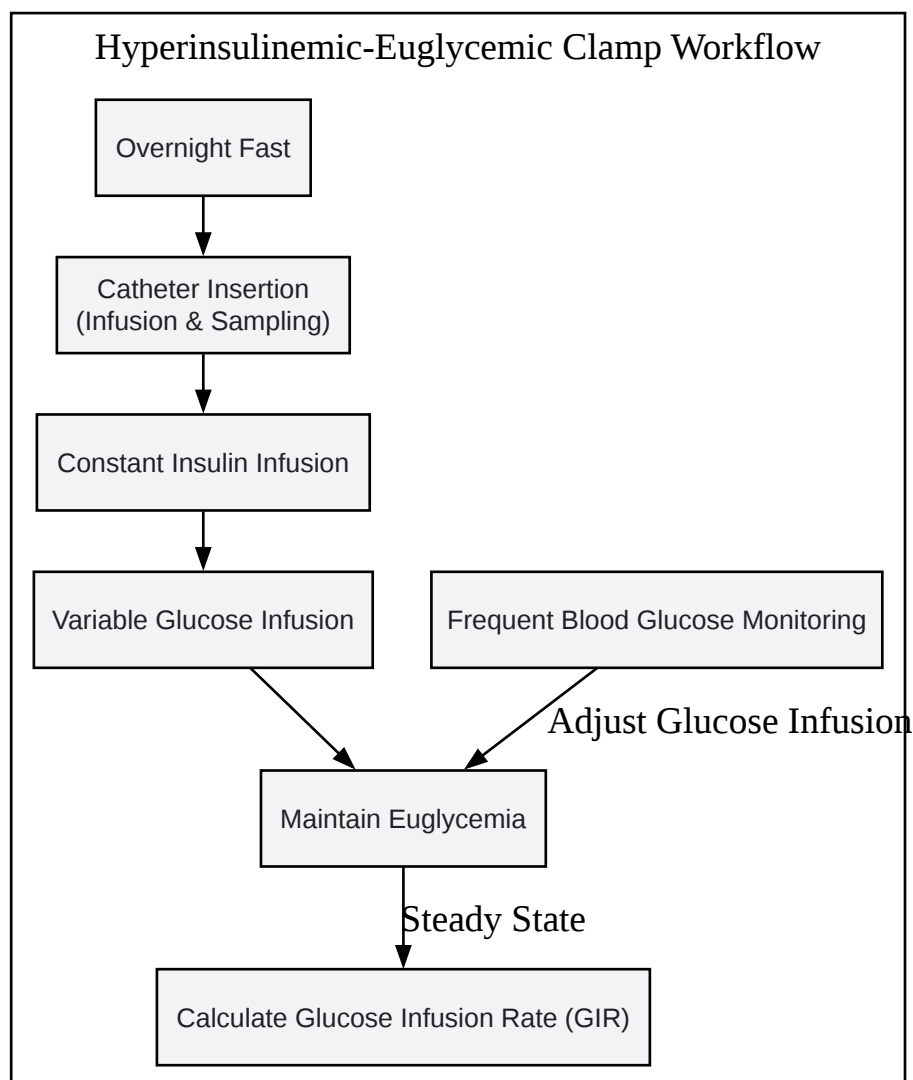 Hyperinsulinemic-Euglycemic Clamp Workflow
Overnight Fast
Catheter Insertion
(Infusion & Sampling)
Constant Insulin Infusion
Variable Glucose Infusion
Frequent Blood Glucose Monitoring
Adjust Glucose Infusion
Maintain Euglycemia
Steady State
Calculate Glucose Infusion Rate (GIR)